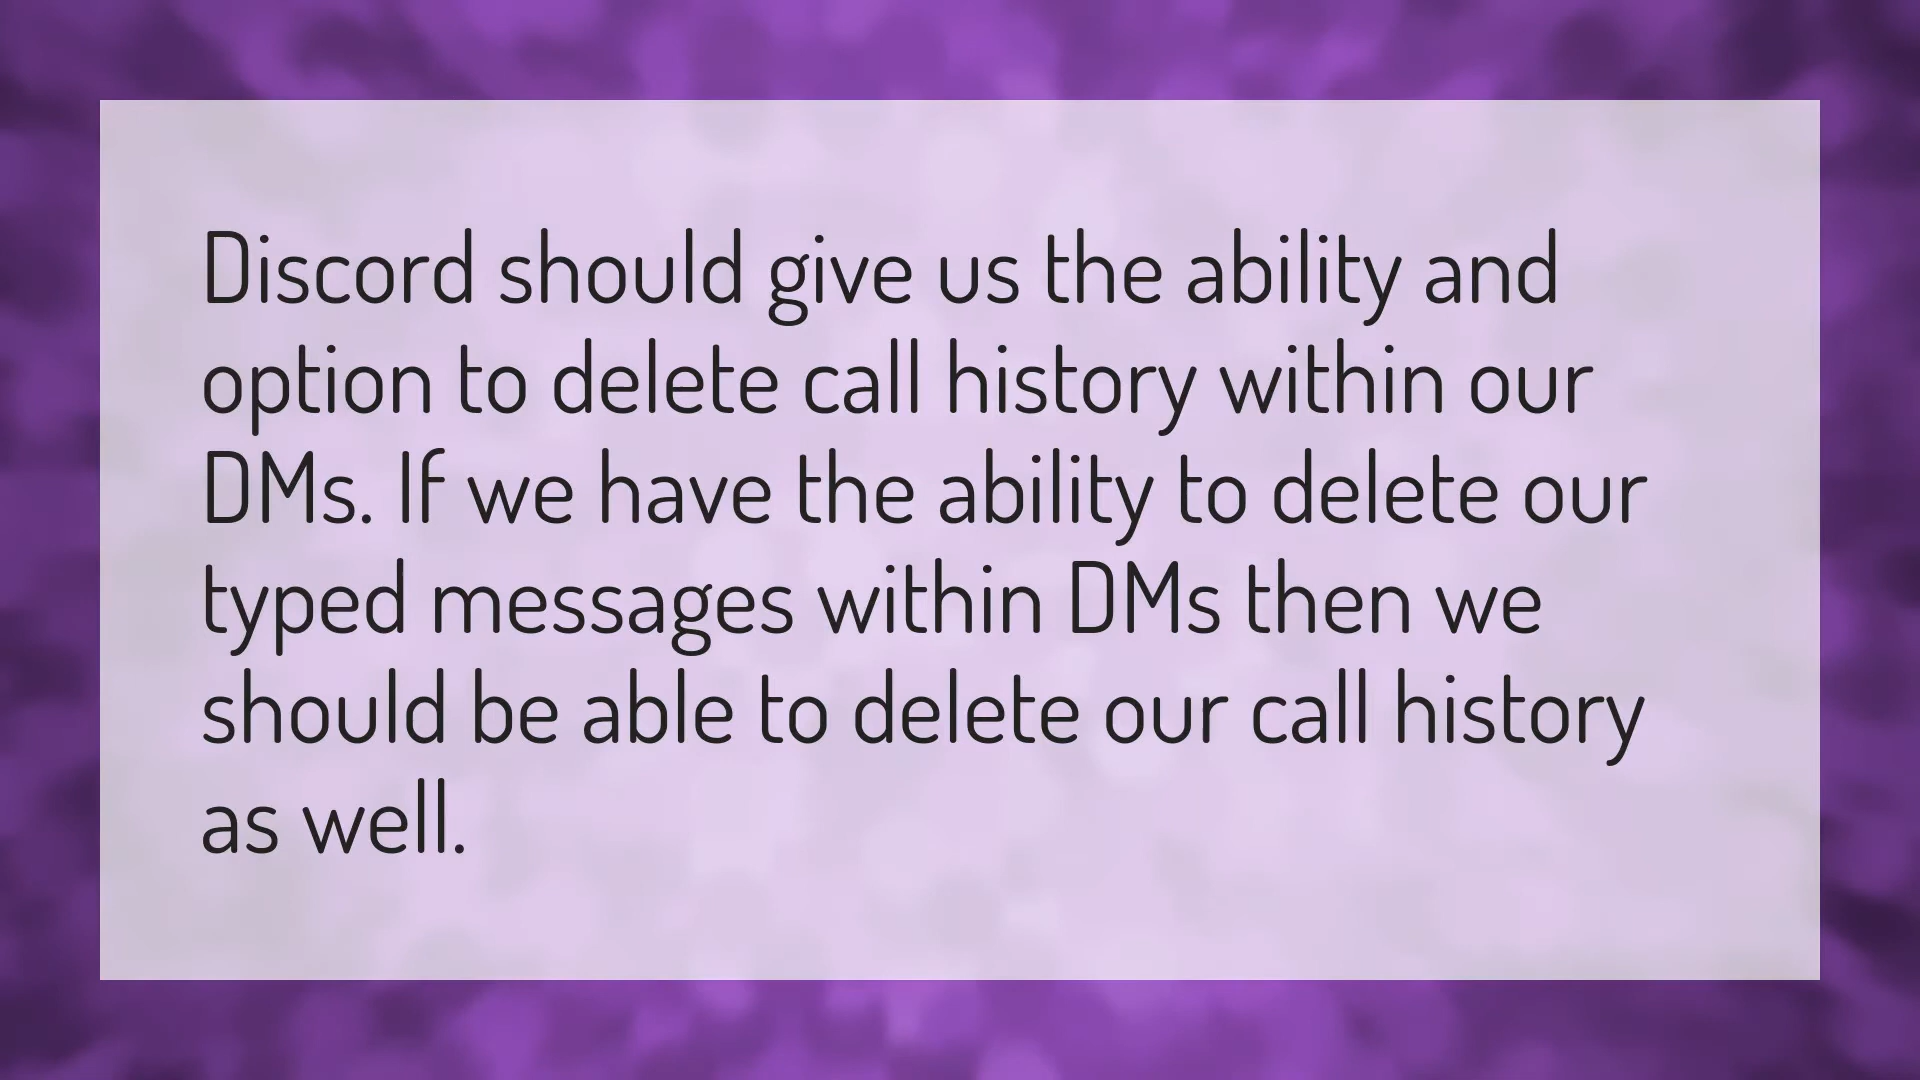 Discord should give us the ability and
option to delete call history within our
DMs. If we have the ability to delete our
typed messages within DMs then we
should be able to delete our call history
as well.